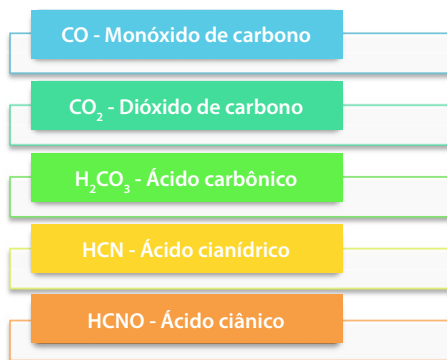 CO - Monóxido de carbono
CO₂ - Dióxido de carbono
H₂CO₃ - Ácido carbônico
HCN - Ácido cianídrico
HCNO - Ácido ciânico